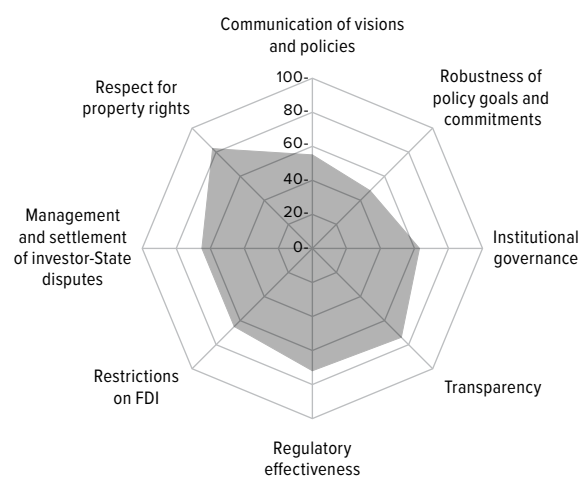 Communication of visions
and policies
Robustness of
policy goals and
commitments
Institutional
governance
Transparency
Regulatory
effectiveness
Restrictions
on FDI
Management
and settlement
of investor-State
disputes
Respect for
property rights
100-
80-
60-
40-
20-
0-